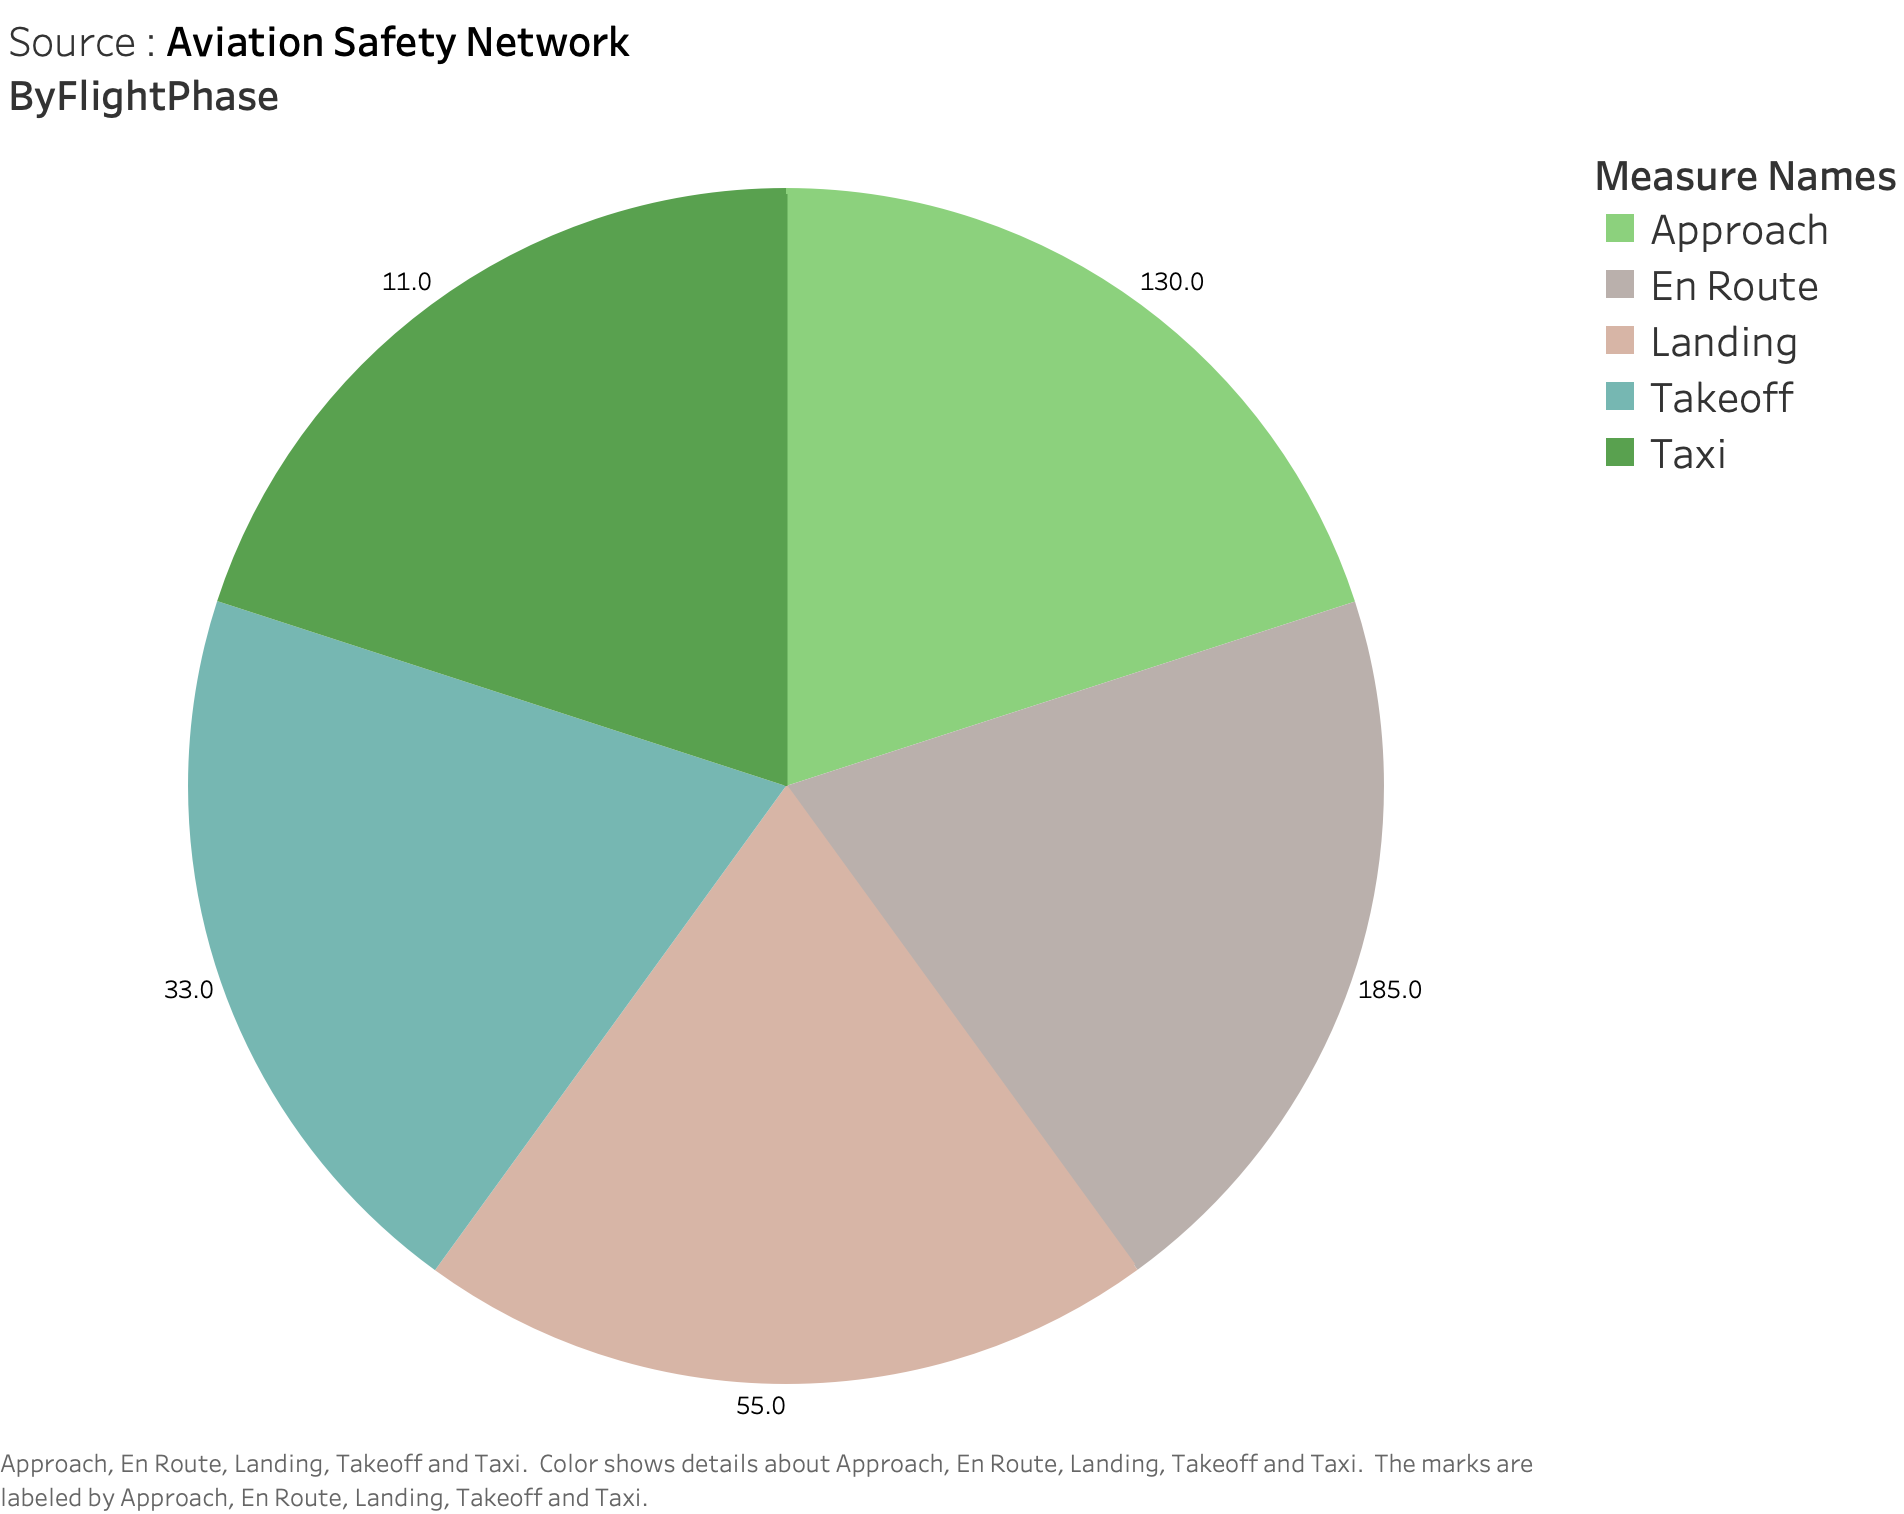 Source : Aviation Safety Network
ByFlightPhase
Measure Names
Approach
En Route
Landing
Takeoff
Taxi
11.0
130.0
33.0
185.0
55.0
Approach, En Route, Landing, Takeoff and Taxi.  Color shows details about Approach, En Route, Landing, Takeoff and Taxi.  The marks are
labeled by Approach, En Route, Landing, Takeoff and Taxi.